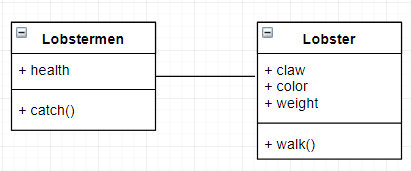 Lobstermen
+ health
+ catch()
Lobster
+ claw
+ color
+ weight
+ walk()